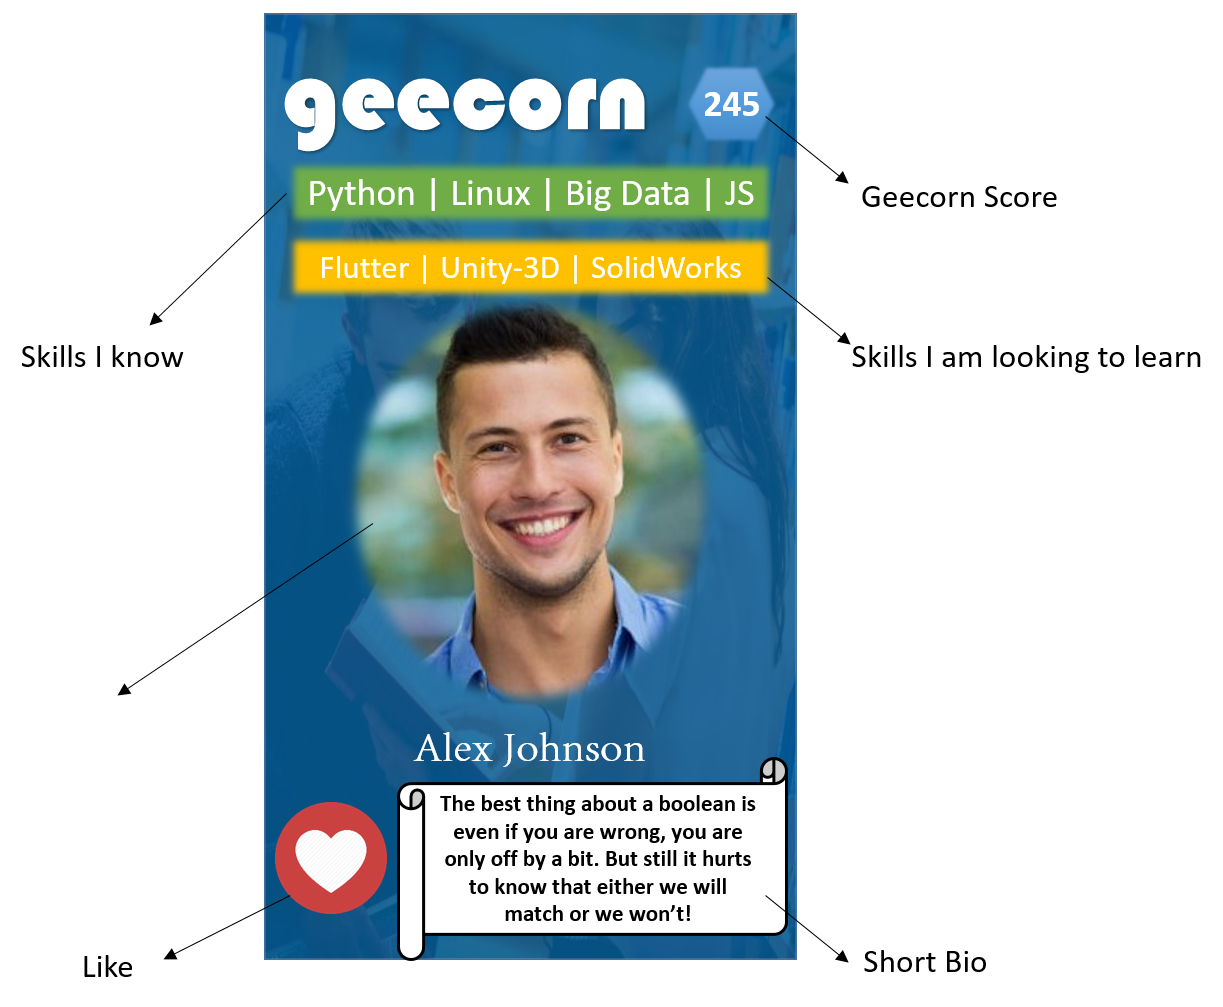 geecorn
245
Geecorn Score
Python | Linux | Big Data | JS
Flutter | Unity-3D | SolidWorks
Skills I know
Skills I am looking to learn
Alex Johnson
The best thing about a boolean is
even if you are wrong, you are
only off by a bit. But still it hurts
to know that either we will
match or we won't!
Like
Short Bio